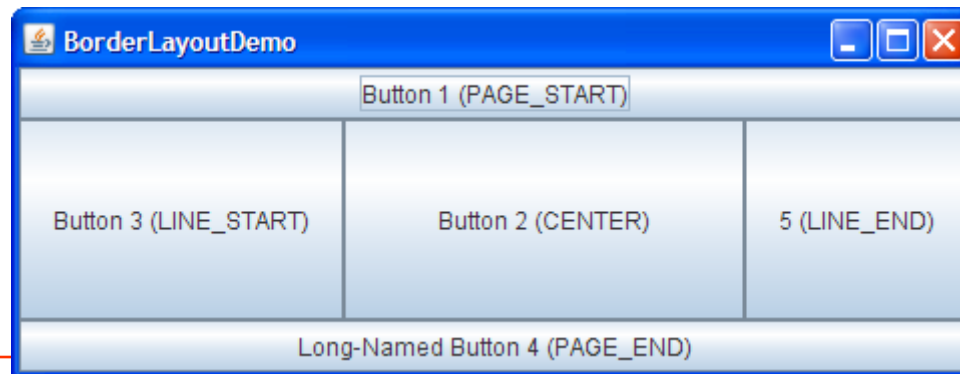 BorderLayoutDemo
Button 1 (PAGE_START)
Button 3 (LINE_START)
Button 2 (CENTER)
5 (LINE_END)
Long-Named Button 4 (PAGE_END)